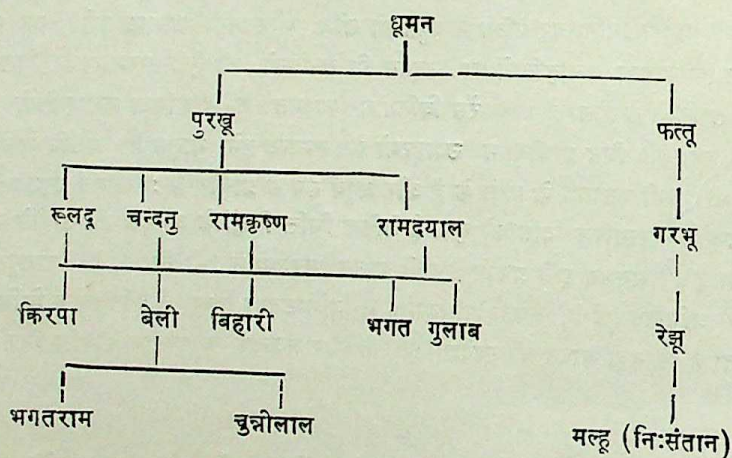 धूमन
पुरखू फत्तू
रूलदू चन्दनु रामकृष्ण रामदयाल गरभू
किरपा बेली बिहारी भगत गुलाब रेझू
भगतराम चुन्नीलाल मल्हू (नि:संतान)